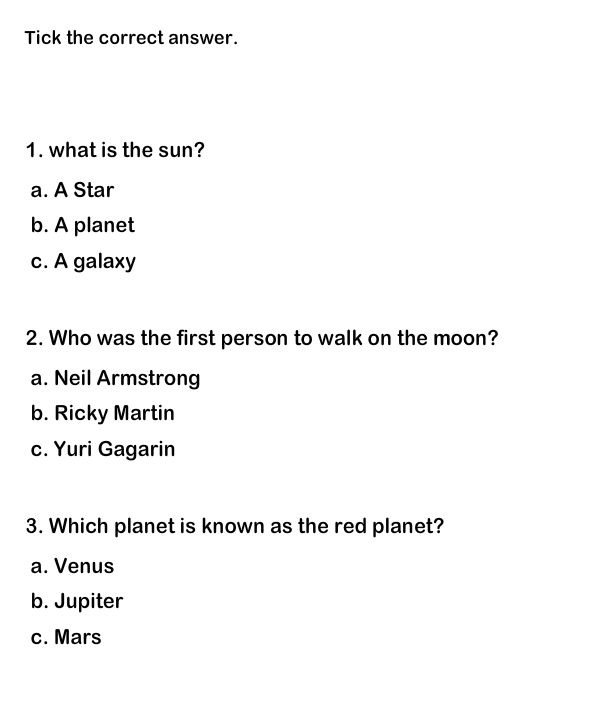 Tick the correct answer.
1. what is the sun?
a. A Star
b. A planet
c. A galaxy
2. Who was the first person to walk on the moon?
a. Neil Armstrong
b. Ricky Martin
c. Yuri Gagarin
3. Which planet is known as the red planet?
a. Venus
b. Jupiter
c. Mars